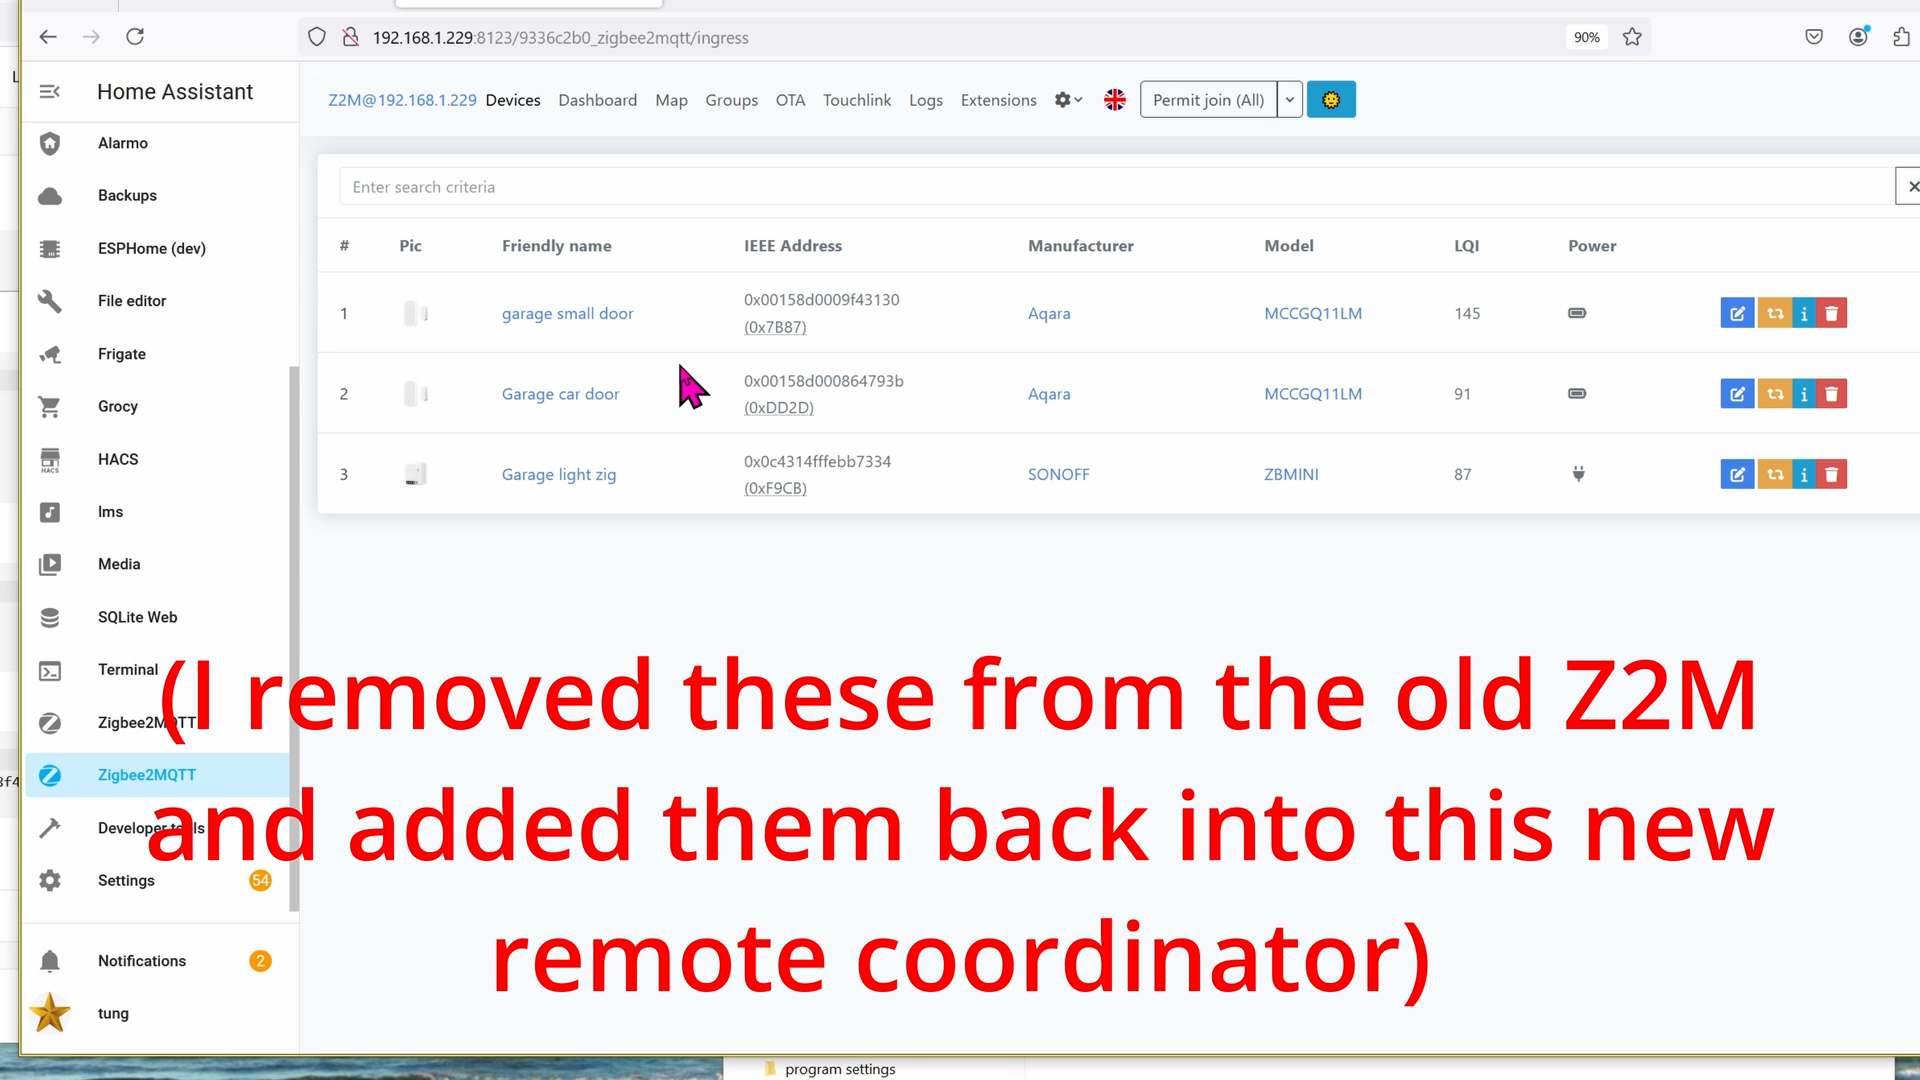 192.168.1.229:8123/9336c2b0_zigbee2mqtt/ingress
90%
Home Assistant
Z2M@192.168.1.229 Devices Dashboard Map Groups OTA Touchlink Logs Extensions Permit join (All)
Alarmo
Backups
ESPHome (dev)
File editor
Frigate
Grocy
HACS
lms
Media
SQLite Web
Terminal
Zigbee2MQTT
Zigbee2MQTT
Developer tools
Settings 54
Notifications 2
tung
Enter search criteria
# Pic Friendly name IEEE Address Manufacturer Model LQI Power
1 garage small door 0x00158d0009f43130 (0x7B87) Aqara MCCGQ11LM 145
2 Garage car door 0x00158d000864793b (0xDD2D) Aqara MCCGQ11LM 91
3 Garage light zig 0x0c4314fffebb7334 (0xF9CB) SONOFF ZBMINI 87
(I removed these from the old Z2M
and added them back into this new
remote coordinator)
program settings